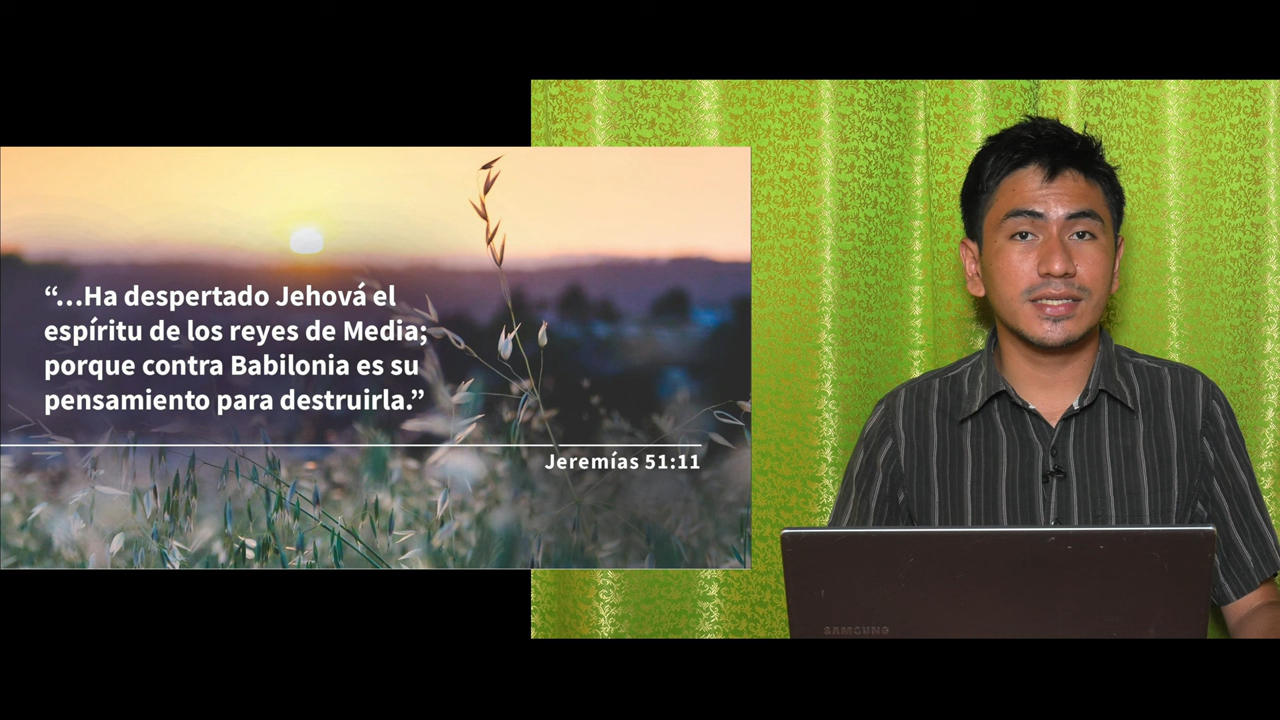 “...Ha despertado Jehová el
espíritu de los reyes de Media;
porque contra Babilonia es su
pensamiento para destruirla.”
Jeremías 51:11
SAMSUNG